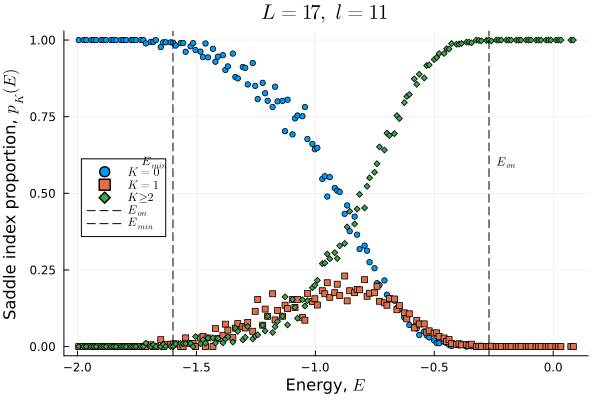 L = 17, l = 11
Saddle index proportion, p_K(E)
1.00
0.75
0.50
0.25
0.00
E_min
K = 0
K = 1
K≥2
E_on
E_min
E_on
−2.0 −1.5 −1.0 −0.5 0.0
Energy, E